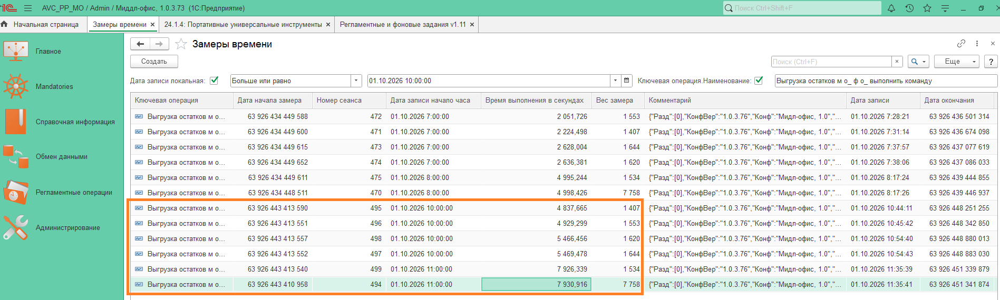 1С AVC_PP_MO / Admin / Миддл-офис, 1.0.3.73 (1С:Предприятие) Поиск Ctrl+Shift+F
Начальная страница Замеры времени × 24.1.4: Портативные универсальные инструменты × Регламентные и фоновые задания v1.11 ×
Главное
Mandatories
Справочная информация
Обмен данными
Регламентные операции
Администрирование
Замеры времени
Создать Поиск (Ctrl+F) × Еще ?
Дата записи локальная: Больше или равно 01.10.2026 10:00:00 Ключевая операция.Наименование: Выгрузка остатков м о_ ф о_ выполнить команду
Ключевая операция Дата начала замера Номер сеанса Дата записи начало часа Время выполнения в секундах Вес замера Комментарий Дата записи Дата окончания
Выгрузка остатков м о... 63 926 434 449 588 472 01.10.2026 7:00:00 2 051,726 1 553 {"Разд":[0],"КонфВер":"1.0.3.76","Конф":"Мидл-офис, 1.0","... 01.10.2026 7:28:21 63 926 436 501 314
Выгрузка остатков м о... 63 926 434 449 600 471 01.10.2026 7:00:00 2 224,498 1 407 {"Разд":[0],"КонфВер":"1.0.3.76","Конф":"Мидл-офис, 1.0","... 01.10.2026 7:31:14 63 926 436 674 098
Выгрузка остатков м о... 63 926 434 449 615 473 01.10.2026 7:00:00 2 628,004 1 644 {"Разд":[0],"КонфВер":"1.0.3.76","Конф":"Мидл-офис, 1.0","... 01.10.2026 7:37:57 63 926 437 077 619
Выгрузка остатков м о... 63 926 434 449 652 474 01.10.2026 7:00:00 2 636,381 1 620 {"Разд":[0],"КонфВер":"1.0.3.76","Конф":"Мидл-офис, 1.0","... 01.10.2026 7:38:06 63 926 437 086 033
Выгрузка остатков м о... 63 926 434 449 611 475 01.10.2026 8:00:00 4 995,244 1 534 {"Разд":[0],"КонфВер":"1.0.3.76","Конф":"Мидл-офис, 1.0","... 01.10.2026 8:17:24 63 926 439 444 855
Выгрузка остатков м о... 63 926 434 448 511 470 01.10.2026 8:00:00 4 998,426 7 758 {"Разд":[0],"КонфВер":"1.0.3.76","Конф":"Мидл-офис, 1.0","... 01.10.2026 8:17:26 63 926 439 446 937
Выгрузка остатков м о... 63 926 443 413 590 495 01.10.2026 10:00:00 4 837,665 1 407 {"Разд":[0],"КонфВер":"1.0.3.76","Конф":"Мидл-офис, 1.0","... 01.10.2026 10:44:11 63 926 448 251 255
Выгрузка остатков м о... 63 926 443 413 551 496 01.10.2026 10:00:00 4 929,299 1 553 {"Разд":[0],"КонфВер":"1.0.3.76","Конф":"Мидл-офис, 1.0","... 01.10.2026 10:45:42 63 926 448 342 850
Выгрузка остатков м о... 63 926 443 413 557 498 01.10.2026 10:00:00 5 466,456 1 620 {"Разд":[0],"КонфВер":"1.0.3.76","Конф":"Мидл-офис, 1.0","... 01.10.2026 10:54:40 63 926 448 880 013
Выгрузка остатков м о... 63 926 443 413 552 497 01.10.2026 10:00:00 5 469,478 1 644 {"Разд":[0],"КонфВер":"1.0.3.76","Конф":"Мидл-офис, 1.0","... 01.10.2026 10:54:43 63 926 448 883 030
Выгрузка остатков м о... 63 926 443 413 540 499 01.10.2026 11:00:00 7 926,339 1 534 {"Разд":[0],"КонфВер":"1.0.3.76","Конф":"Мидл-офис, 1.0","... 01.10.2026 11:35:39 63 926 451 339 879
Выгрузка остатков м о... 63 926 443 410 958 494 01.10.2026 11:00:00 7 930,916 7 758 {"Разд":[0],"КонфВер":"1.0.3.76","Конф":"Мидл-офис, 1.0","... 01.10.2026 11:35:41 63 926 451 341 874